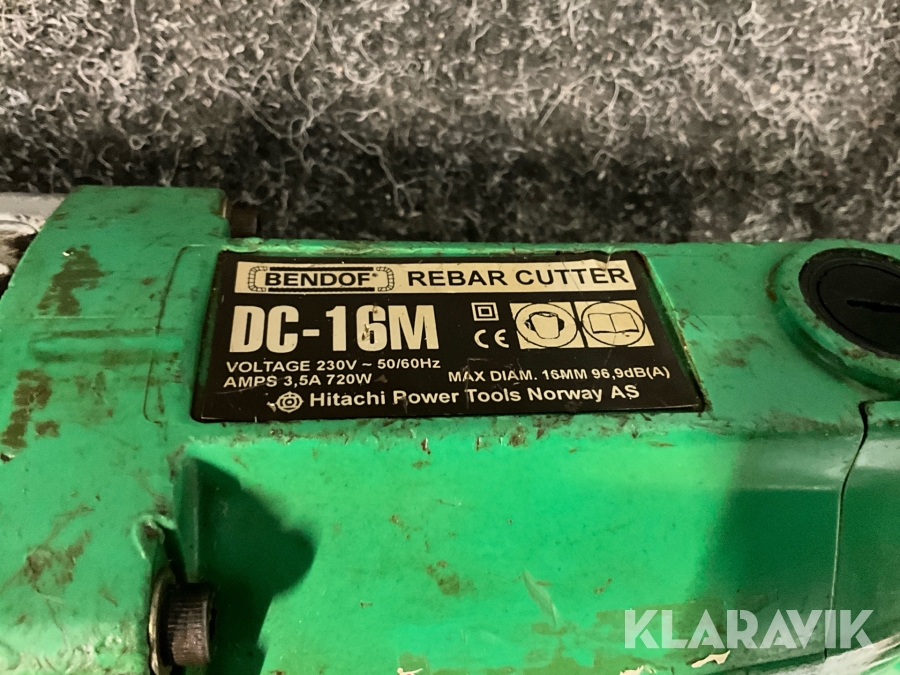 BENDOF® REBAR CUTTER
DC-16M
CE
VOLTAGE 230V ~ 50/60Hz
AMPS 3,5A 720W
MAX DIAM. 16MM 96,9dB(A)
Hitachi Power Tools Norway AS
KLARAVIK